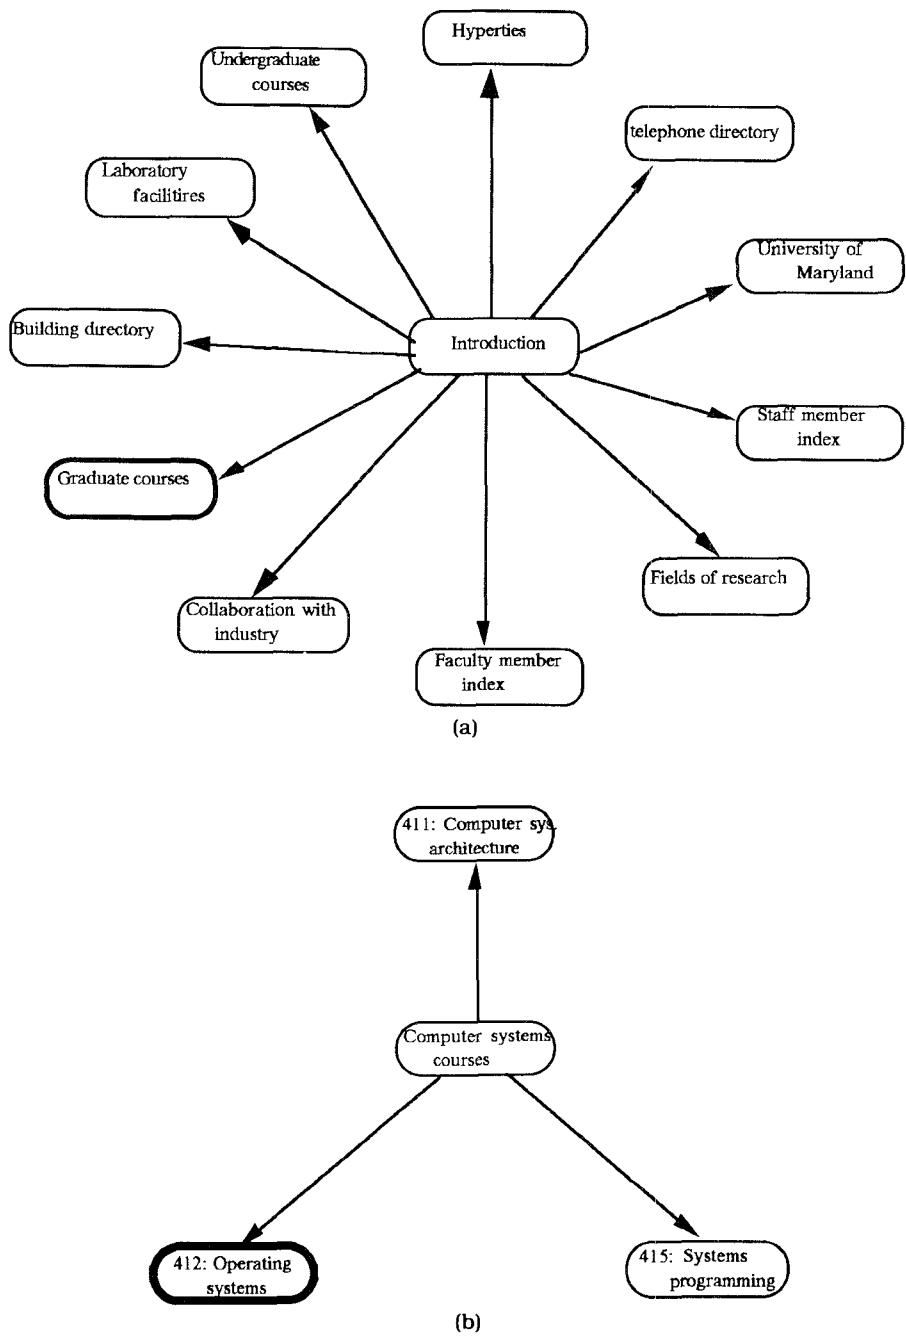 Hyperties
Undergraduate
courses
telephone directory
Laboratory
facilitires
University of
Maryland
Building directory
Introduction
Staff member
index
Graduate courses
Fields of research
Collaboration with
industry
Faculty member
index
(a)
411: Computer sys.
architecture
Computer systems
courses
412: Operating
systems
415: Systems
programming
(b)